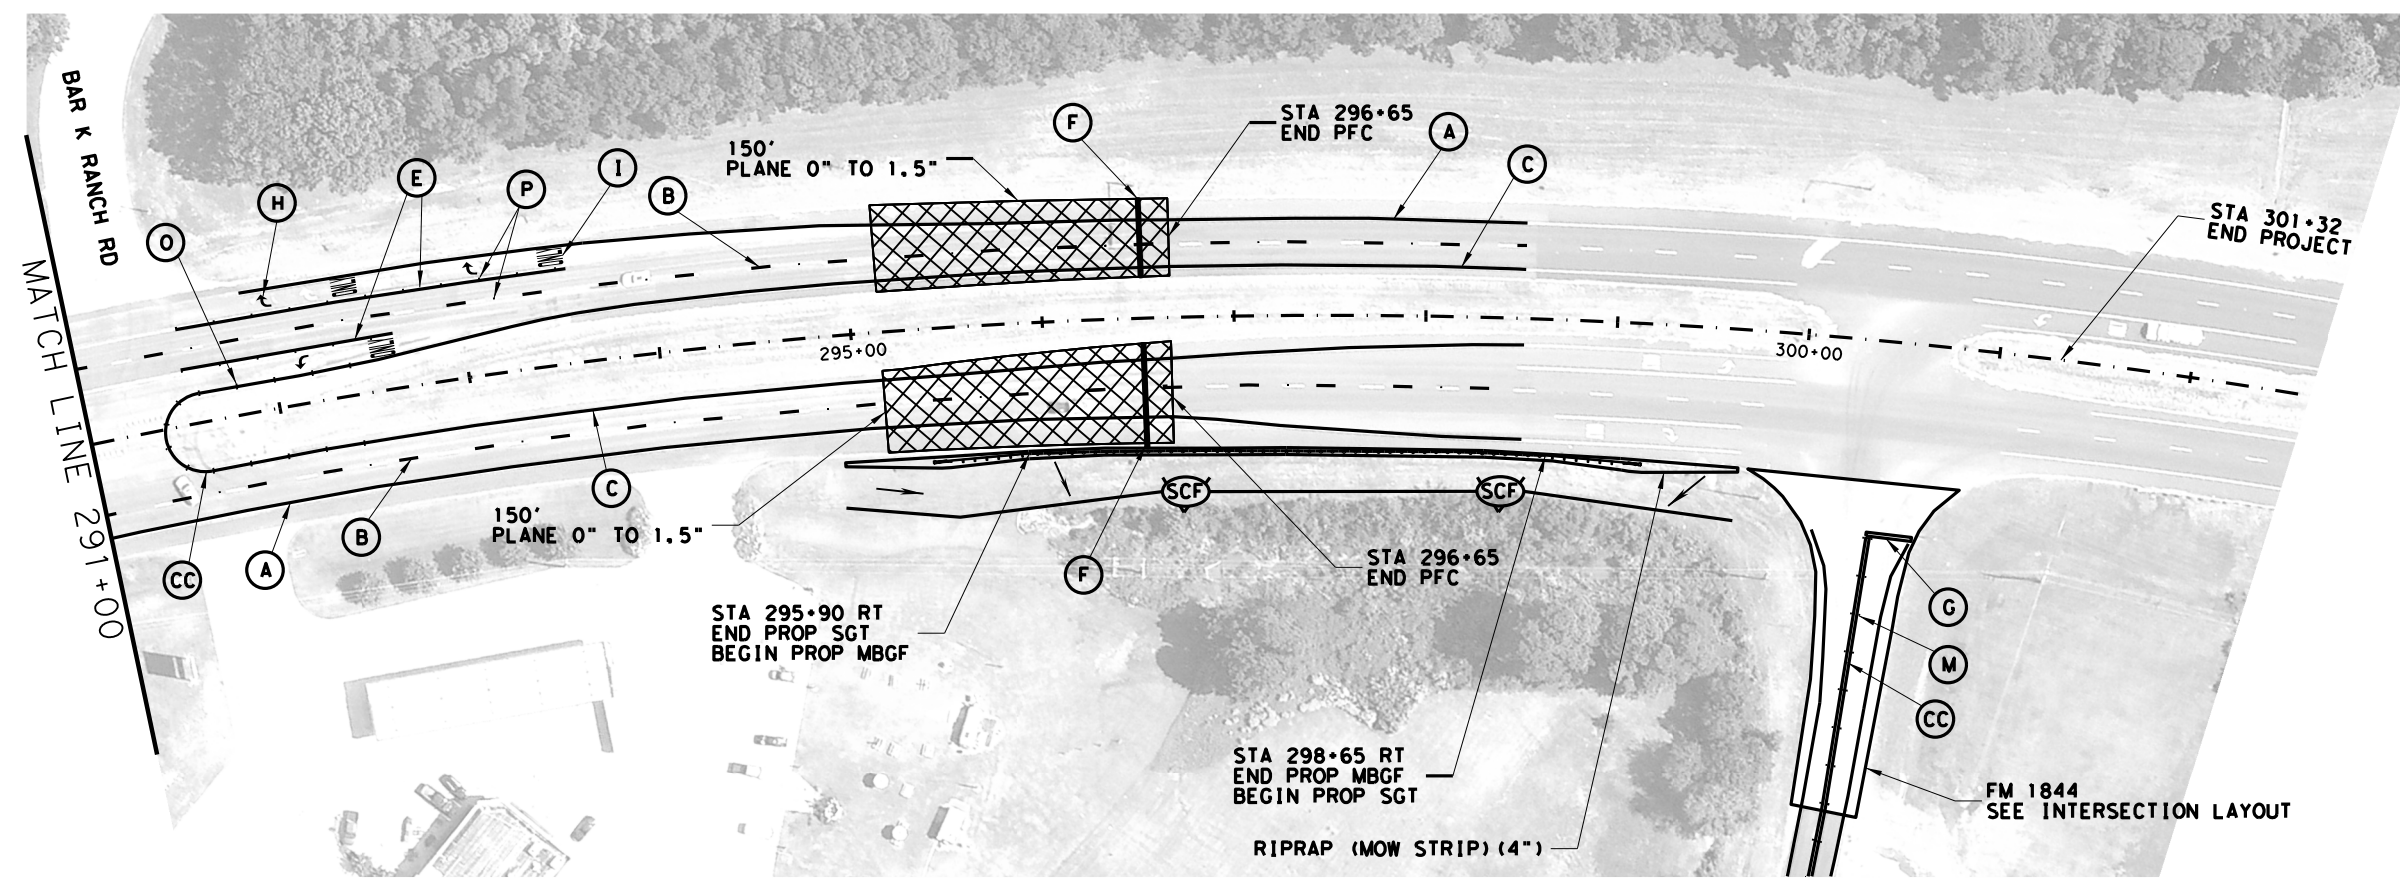 BAR K RANCH RD
MATCH LINE 291+00
O
H
E
P
I
B
150'
PLANE 0" TO 1.5"
F
STA 296+65
END PFC
A
C
STA 301+32
END PROJECT
ONLY
ONLY
ONLY
295+00
300+00
CC
A
B
C
150'
PLANE 0" TO 1.5"
SCF
SCF
F
STA 296+65
END PFC
STA 295+90 RT
END PROP SGT
BEGIN PROP MBGF
STA 298+65 RT
END PROP MBGF
BEGIN PROP SGT
RIPRAP (MOW STRIP)(4")
G
M
CC
FM 1844
SEE INTERSECTION LAYOUT